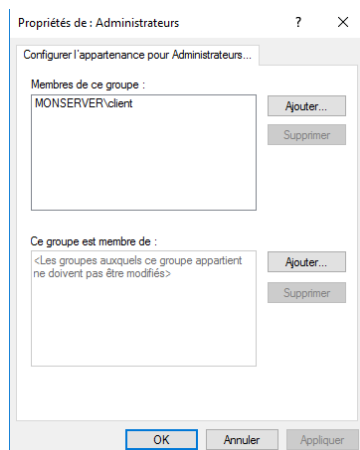 Propriétés de : Administrateurs
Configurer l'appartenance pour Administrateurs...
Membres de ce groupe :
MONSERVER\client
Ajouter...
Supprimer
Ce groupe est membre de :
<Les groupes auxquels ce groupe appartient
ne doivent pas être modifiés>
Ajouter...
Supprimer
OK
Annuler
Appliquer